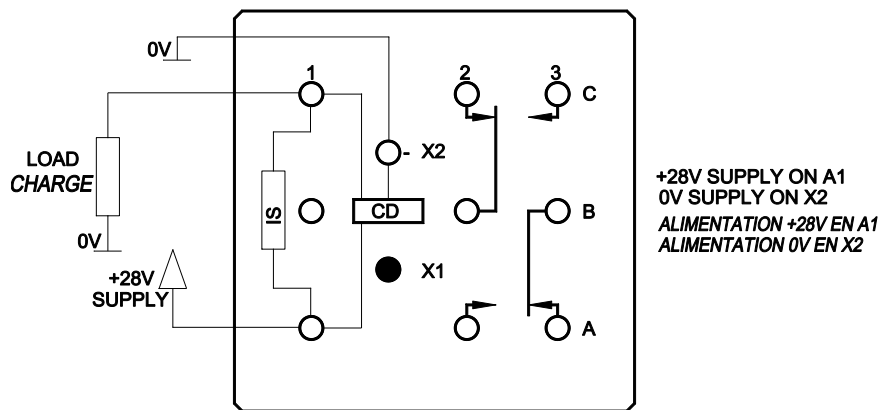 0V
1
2
3
C
LOAD
CHARGE
- X2
IS
CD
B
+28V SUPPLY ON A1
0V SUPPLY ON X2
ALIMENTATION +28V EN A1
ALIMENTATION 0V EN X2
0V
X1
+28V
SUPPLY
A